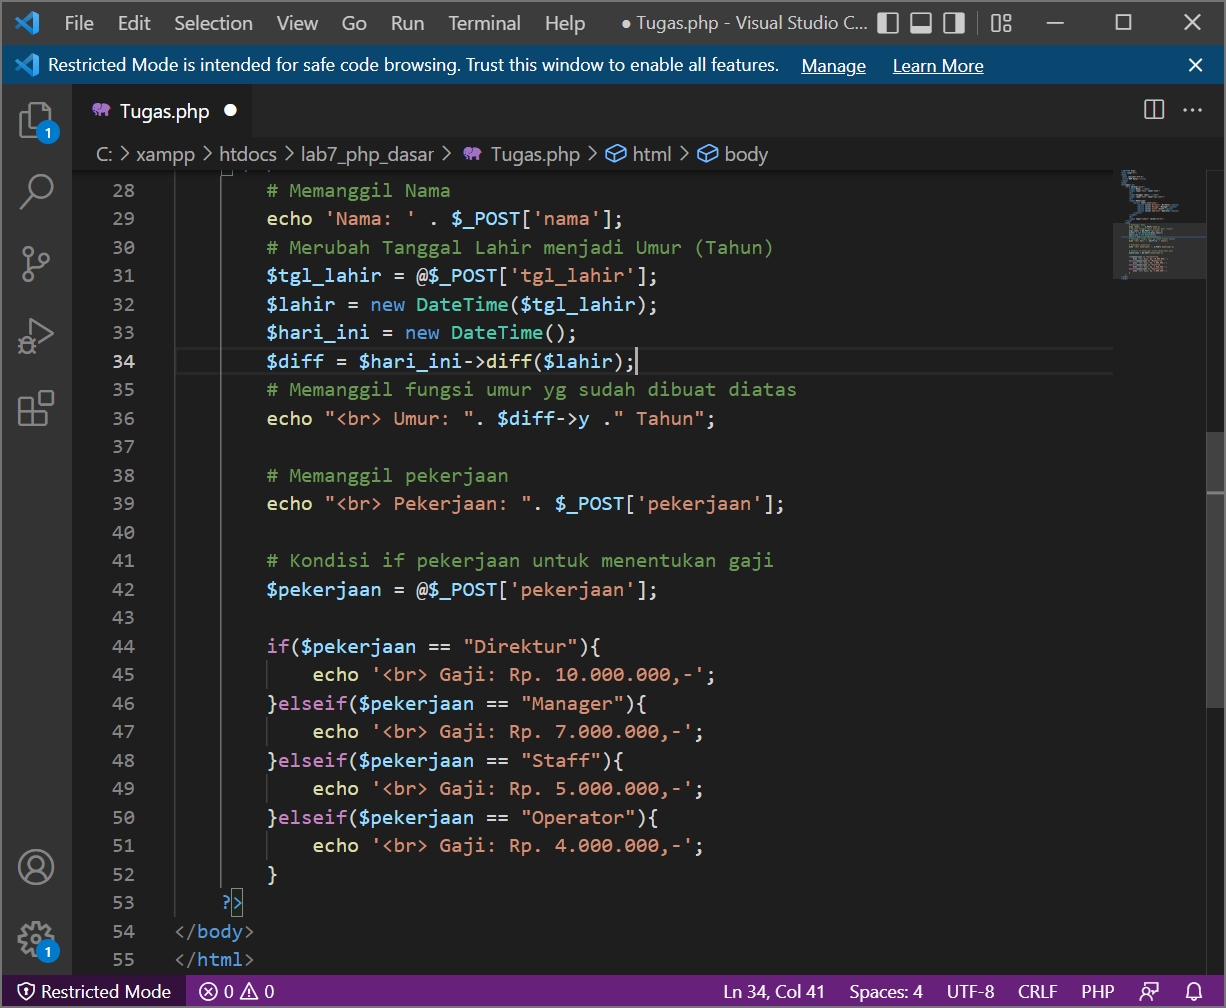 File Edit Selection View Go Run Terminal Help ● Tugas.php - Visual Studio C...
Restricted Mode is intended for safe code browsing. Trust this window to enable all features. Manage Learn More
1
Tugas.php
C: > xampp > htdocs > lab7_php_dasar > Tugas.php > html > body
28 # Memanggil Nama
29 echo 'Nama: ' . $_POST['nama'];
30 # Merubah Tanggal Lahir menjadi Umur (Tahun)
31 $tgl_lahir = @$_POST['tgl_lahir'];
32 $lahir = new DateTime($tgl_lahir);
33 $hari_ini = new DateTime();
34 $diff = $hari_ini->diff($lahir);
35 # Memanggil fungsi umur yg sudah dibuat diatas
36 echo "<br> Umur: ". $diff->y ." Tahun";
37
38 # Memanggil pekerjaan
39 echo "<br> Pekerjaan: ". $_POST['pekerjaan'];
40
41 # Kondisi if pekerjaan untuk menentukan gaji
42 $pekerjaan = @$_POST['pekerjaan'];
43
44 if($pekerjaan == "Direktur"){
45 echo '<br> Gaji: Rp. 10.000.000,-';
46 }elseif($pekerjaan == "Manager"){
47 echo '<br> Gaji: Rp. 7.000.000,-';
48 }elseif($pekerjaan == "Staff"){
49 echo '<br> Gaji: Rp. 5.000.000,-';
50 }elseif($pekerjaan == "Operator"){
51 echo '<br> Gaji: Rp. 4.000.000,-';
52 }
53 ?>
54 </body>
55 </html>
1
Restricted Mode 0 0 Ln 34, Col 41 Spaces: 4 UTF-8 CRLF PHP